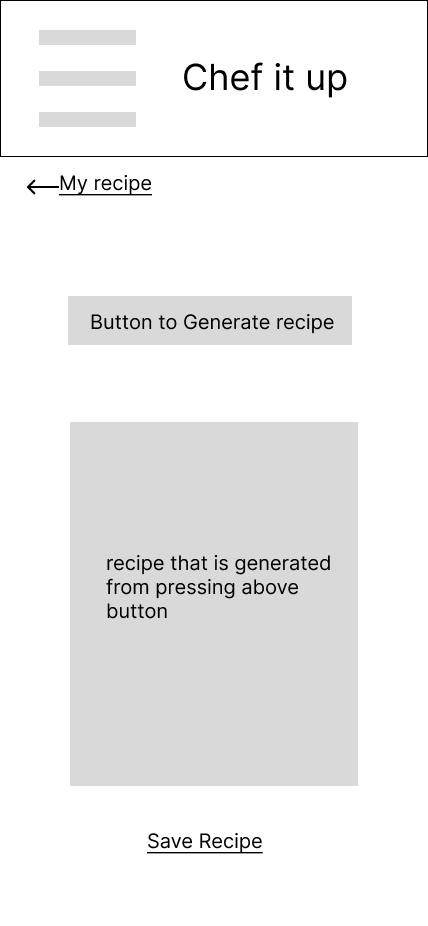 Chef it up
My recipe
Button to Generate recipe
recipe that is generated
from pressing above
button
Save Recipe